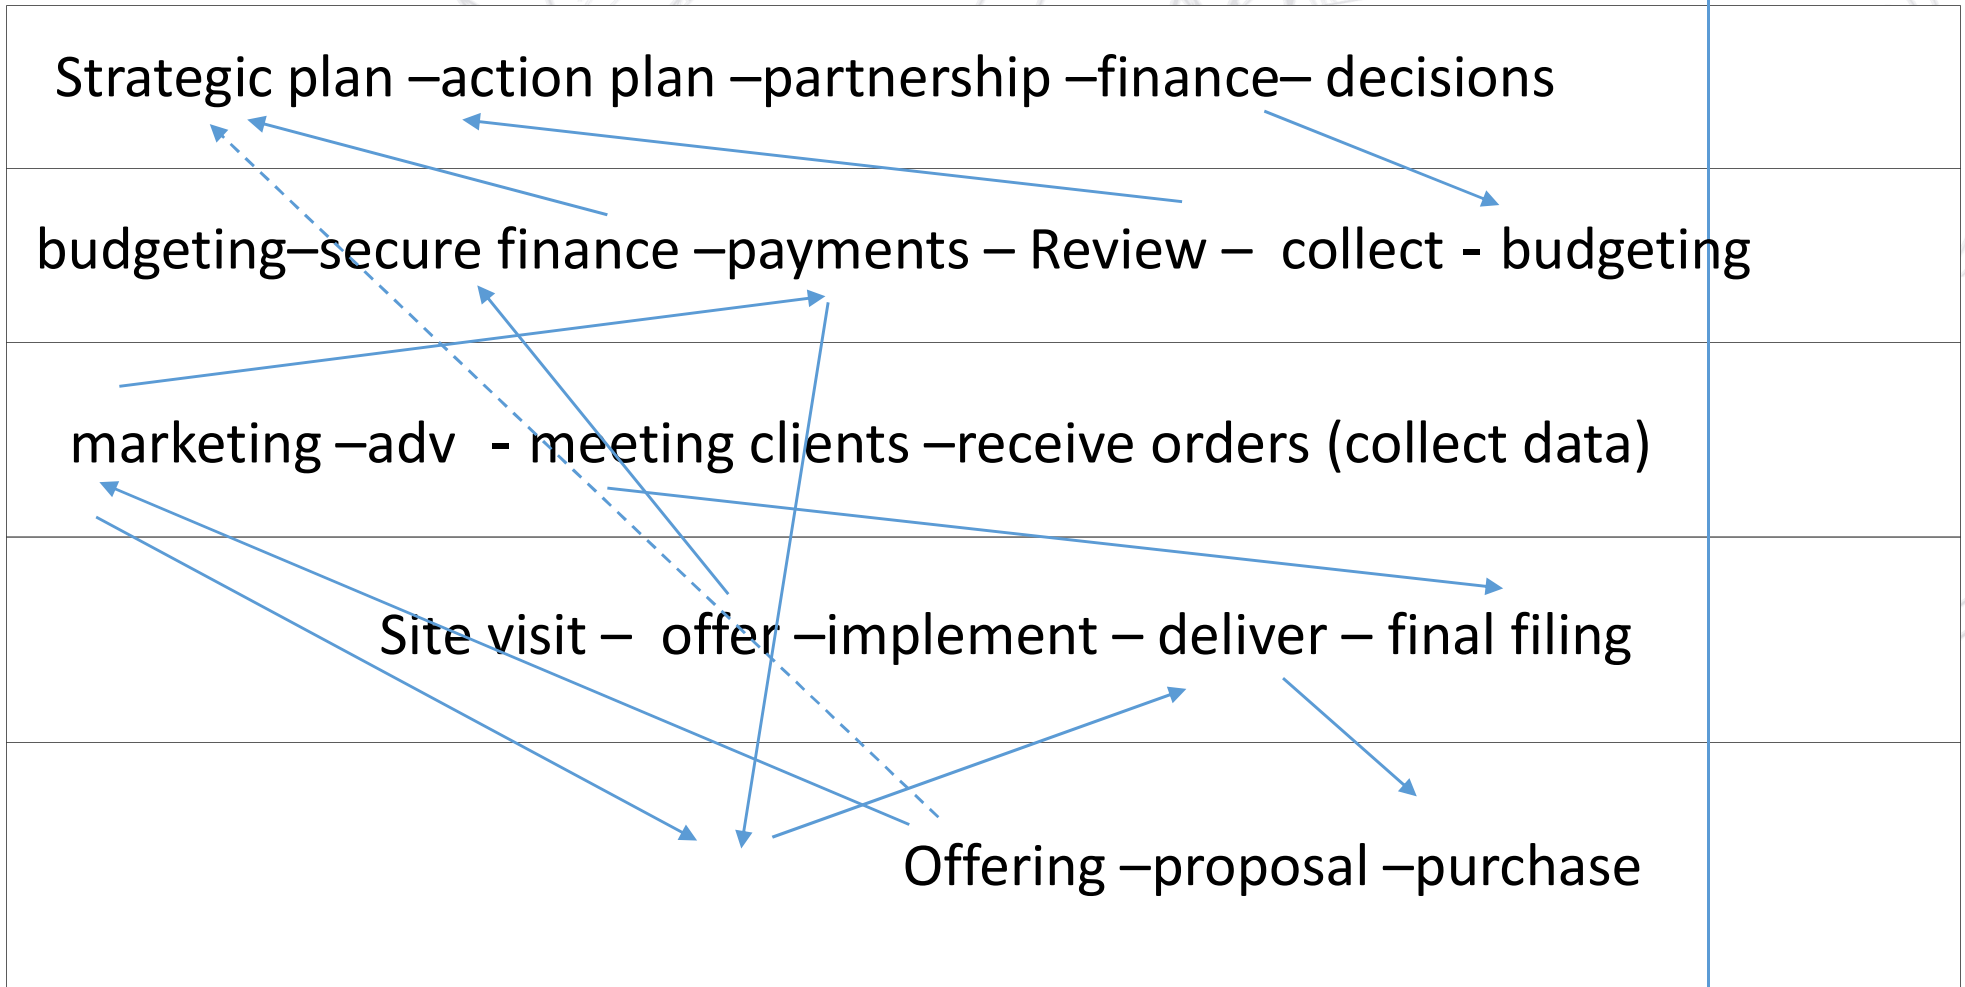 Strategic plan –action plan –partnership –finance– decisions
budgeting–secure finance –payments – Review –  collect - budgeting
marketing –adv  - meeting clients –receive orders (collect data)
Site visit –  offer –implement – deliver – final filing
Offering –proposal –purchase